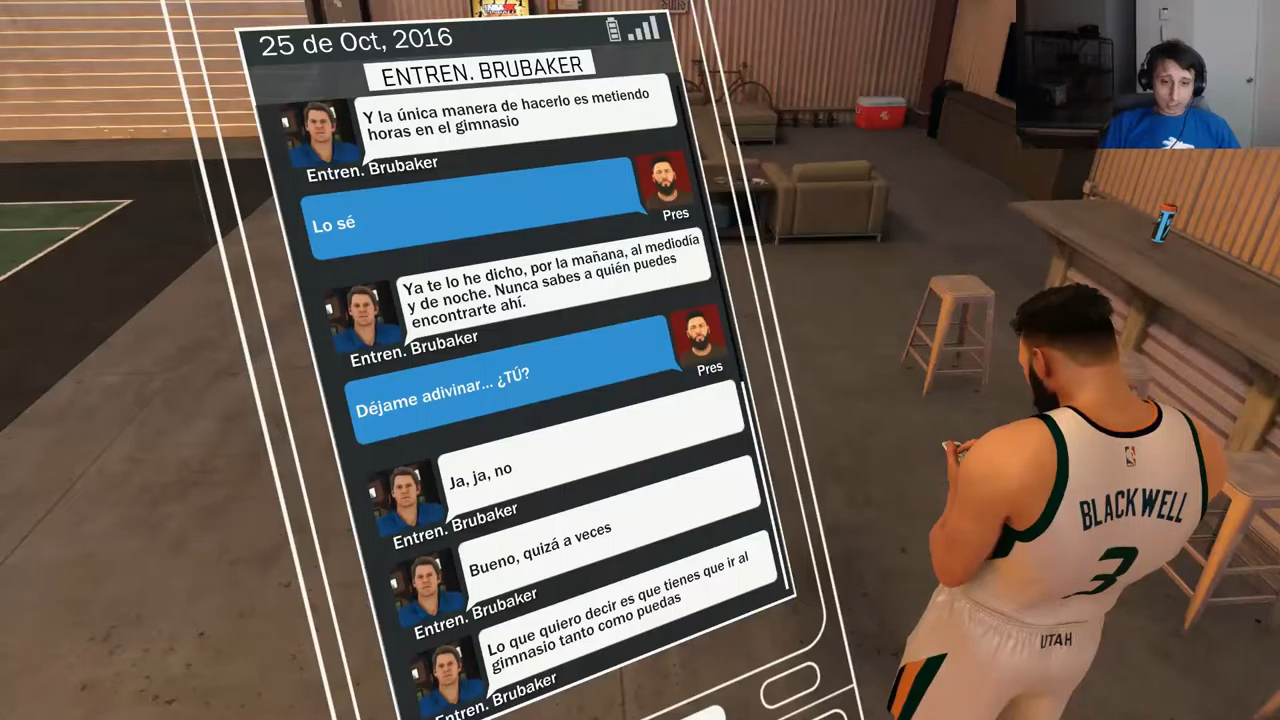 25 de Oct, 2016
ENTREN. BRUBAKER
Y la única manera de hacerlo es metiendo
horas en el gimnasio
Entren. Brubaker
Lo sé
Pres
Ya te lo he dicho, por la mañana, al mediodía
y de noche. Nunca sabes a quién puedes
encontrarte ahí.
Entren. Brubaker
Déjame adivinar... ¿TÚ?
Pres
Ja, ja, no
Entren. Brubaker
Bueno, quizá a veces
Entren. Brubaker
Lo que quiero decir es que tienes que ir al
gimnasio tanto como puedas
Entren. Brubaker
BLACKWELL
3
UTAH